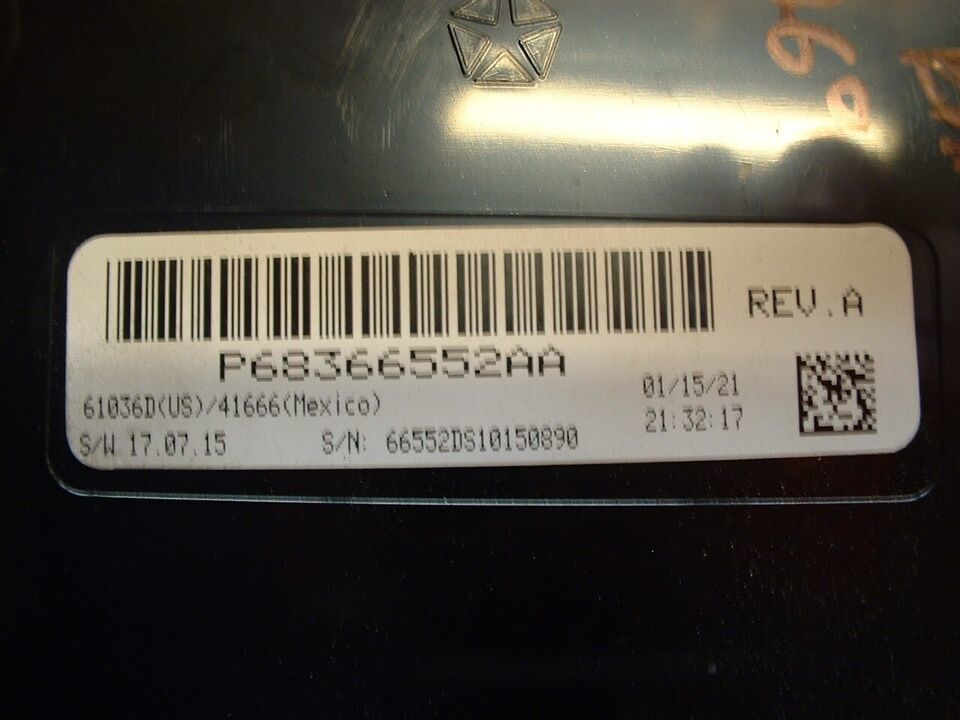 REV.A
P68366552AA
61036D(US)/41666(Mexico)
01/15/21
21:32:17
S/W 17.07.15
S/N: 66552DS10150890